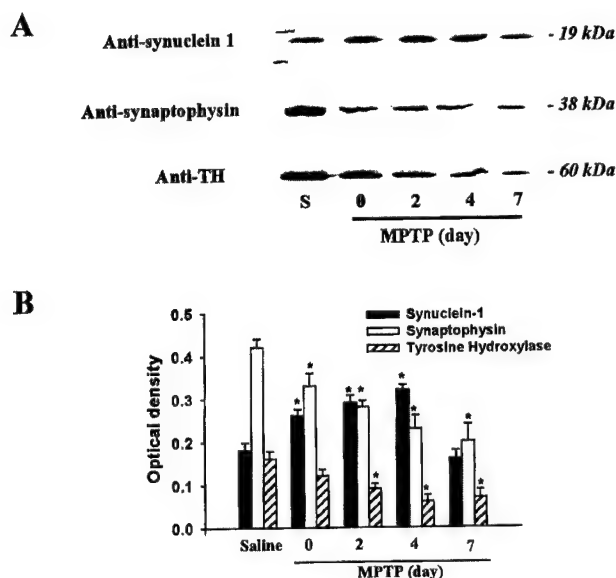 A
Anti-synuclein 1 - 19 kDa
Anti-synaptophysin - 38 kDa
Anti-TH - 60 kDa
S 0 2 4 7
MPTP (day)
B
Optical density
0.5
0.4
0.3
0.2
0.1
0.0
Synuclein-1
Synaptophysin
Tyrosine Hydroxylase
* * * * * * * * * *
Saline 0 2 4 7
MPTP (day)